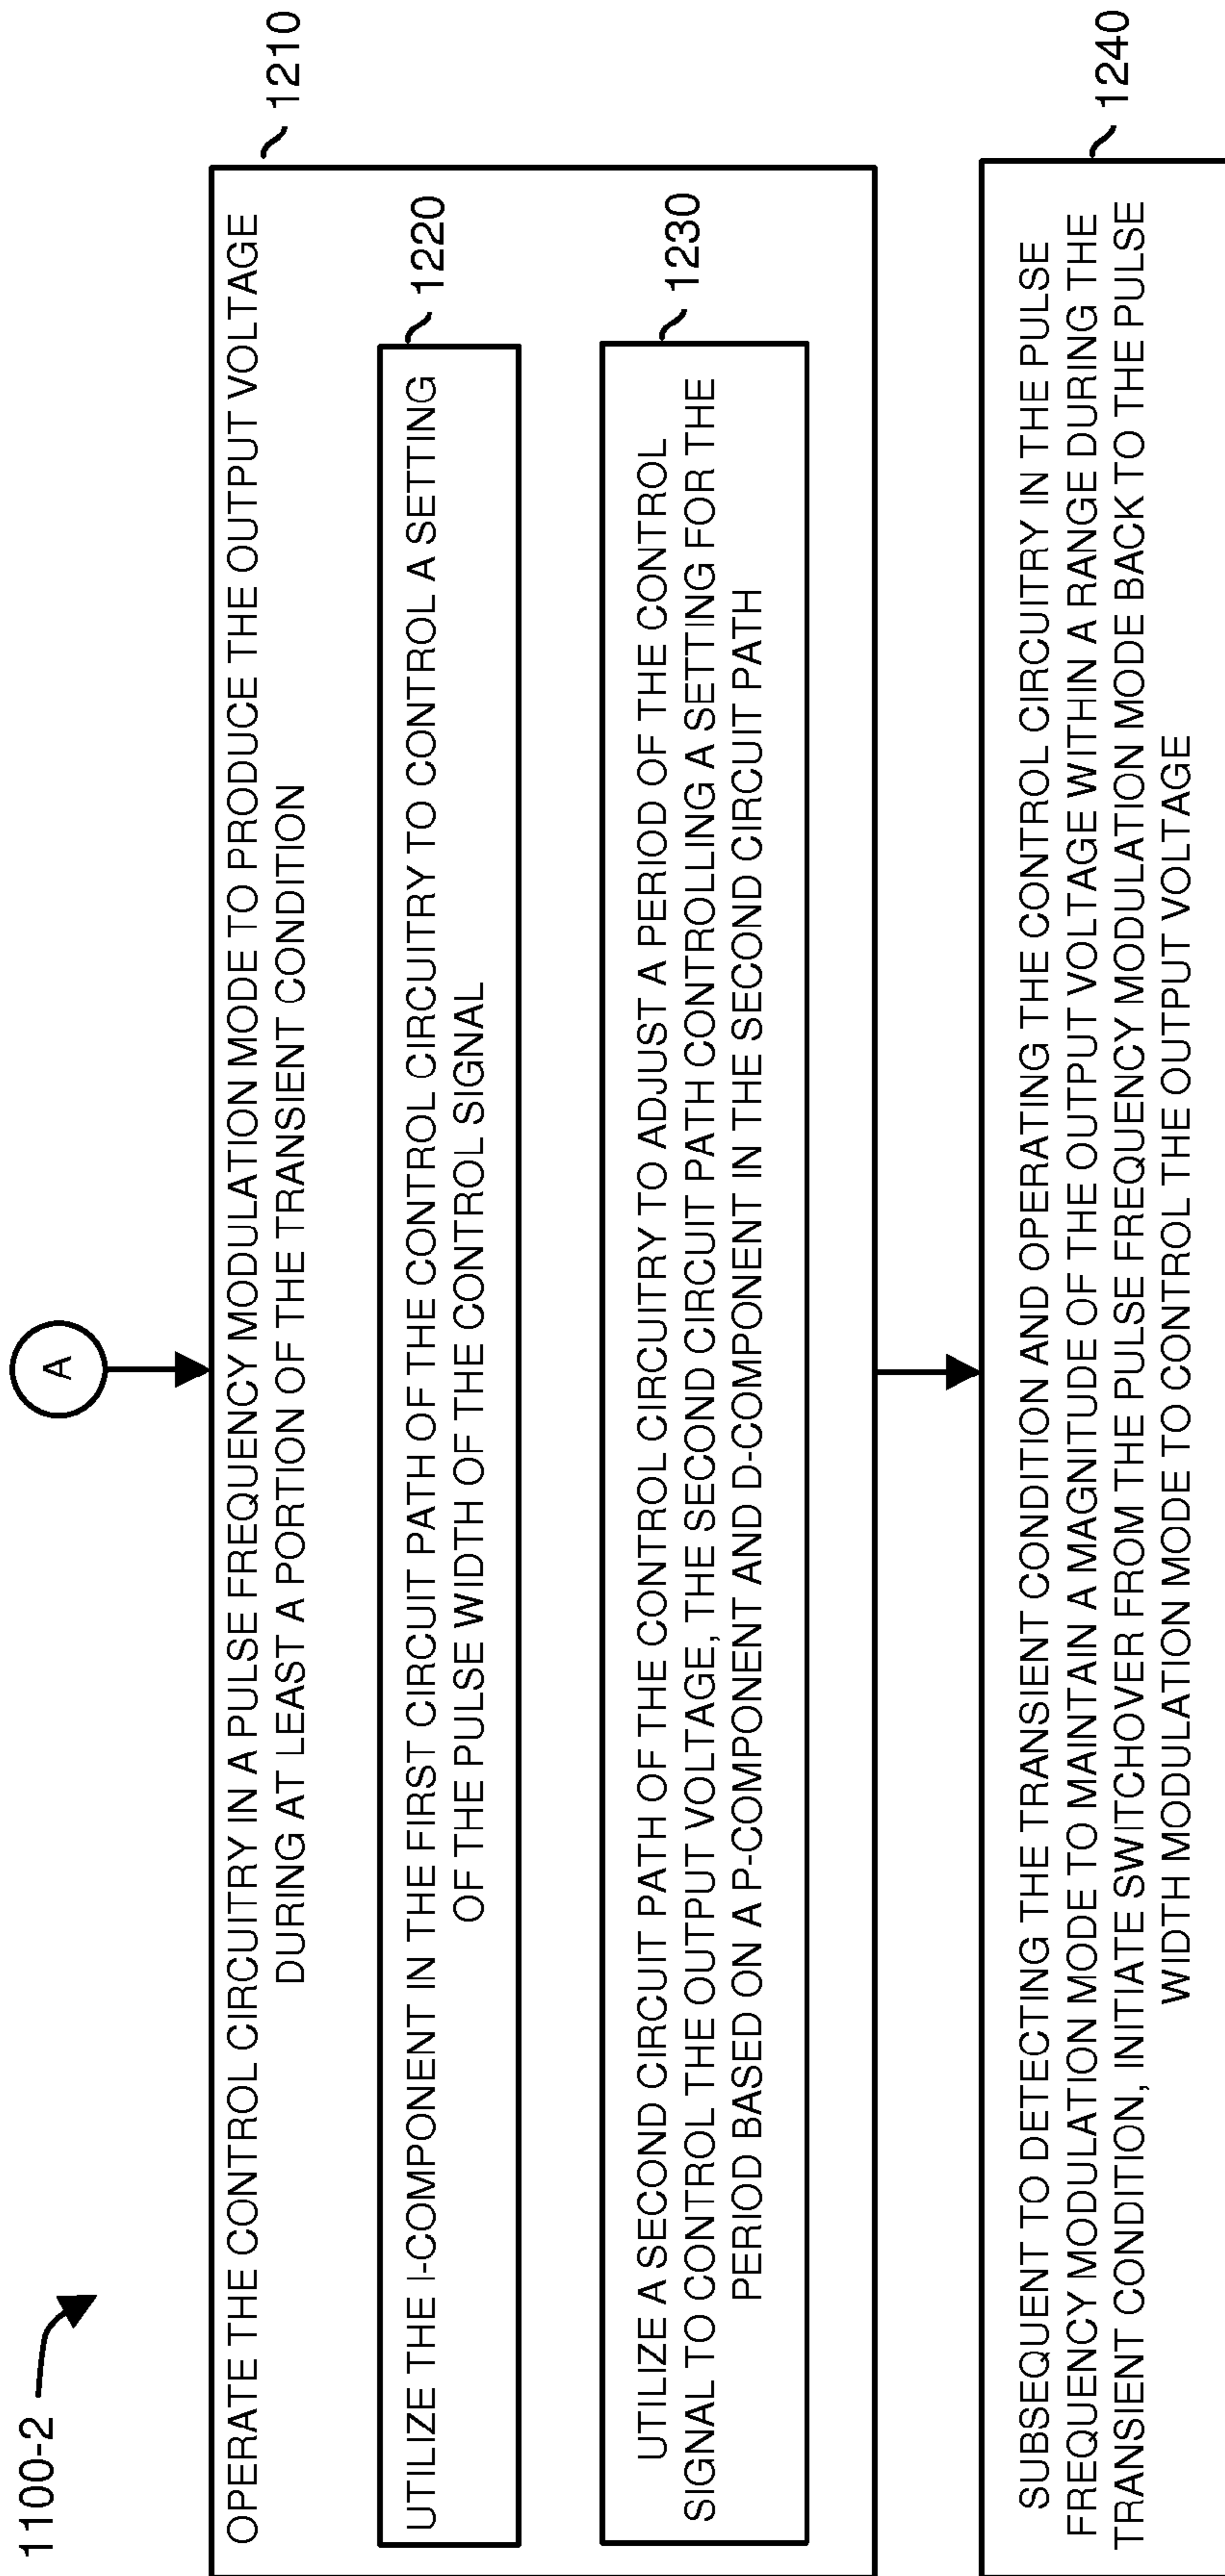 1100-2
A
1210
OPERATE THE CONTROL CIRCUITRY IN A PULSE FREQUENCY MODULATION MODE TO PRODUCE THE OUTPUT VOLTAGE
DURING AT LEAST A PORTION OF THE TRANSIENT CONDITION
1220
UTILIZE THE I-COMPONENT IN THE FIRST CIRCUIT PATH OF THE CONTROL CIRCUITRY TO CONTROL A SETTING
OF THE PULSE WIDTH OF THE CONTROL SIGNAL
1230
UTILIZE A SECOND CIRCUIT PATH OF THE CONTROL CIRCUITRY TO ADJUST A PERIOD OF THE CONTROL
SIGNAL TO CONTROL THE OUTPUT VOLTAGE, THE SECOND CIRCUIT PATH CONTROLLING A SETTING FOR THE
PERIOD BASED ON A P-COMPONENT AND D-COMPONENT IN THE SECOND CIRCUIT PATH
1240
SUBSEQUENT TO DETECTING THE TRANSIENT CONDITION AND OPERATING THE CONTROL CIRCUITRY IN THE PULSE
FREQUENCY MODULATION MODE TO MAINTAIN A MAGNITUDE OF THE OUTPUT VOLTAGE WITHIN A RANGE DURING THE
TRANSIENT CONDITION, INITIATE SWITCHOVER FROM THE PULSE FREQUENCY MODULATION MODE BACK TO THE PULSE
WIDTH MODULATION MODE TO CONTROL THE OUTPUT VOLTAGE